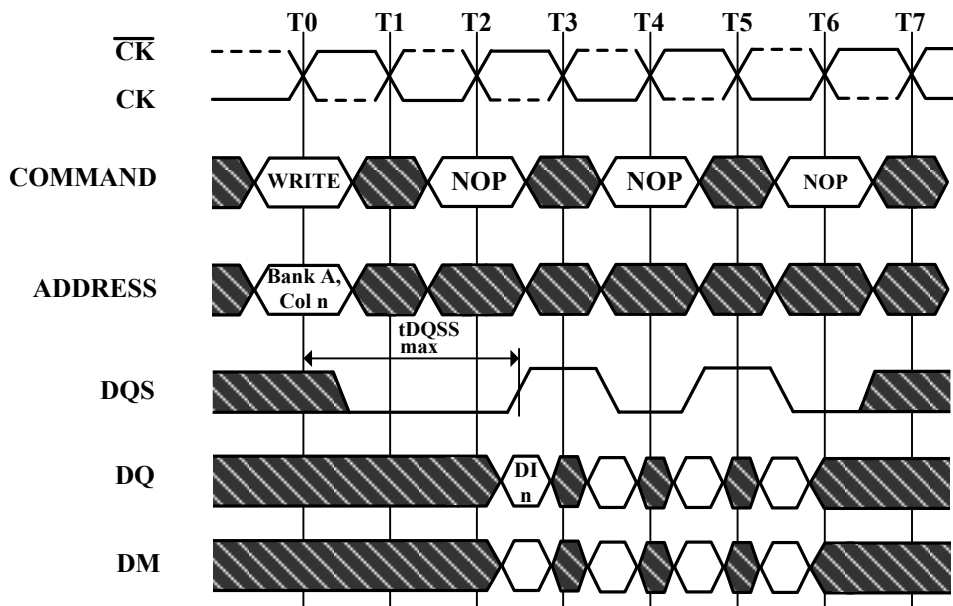 T0 T1 T2 T3 T4 T5 T6 T7
CK
CK
COMMAND WRITE NOP NOP NOP
ADDRESS Bank A,
Col n
tDQSS
max
DQS
DQ DI
n
DM